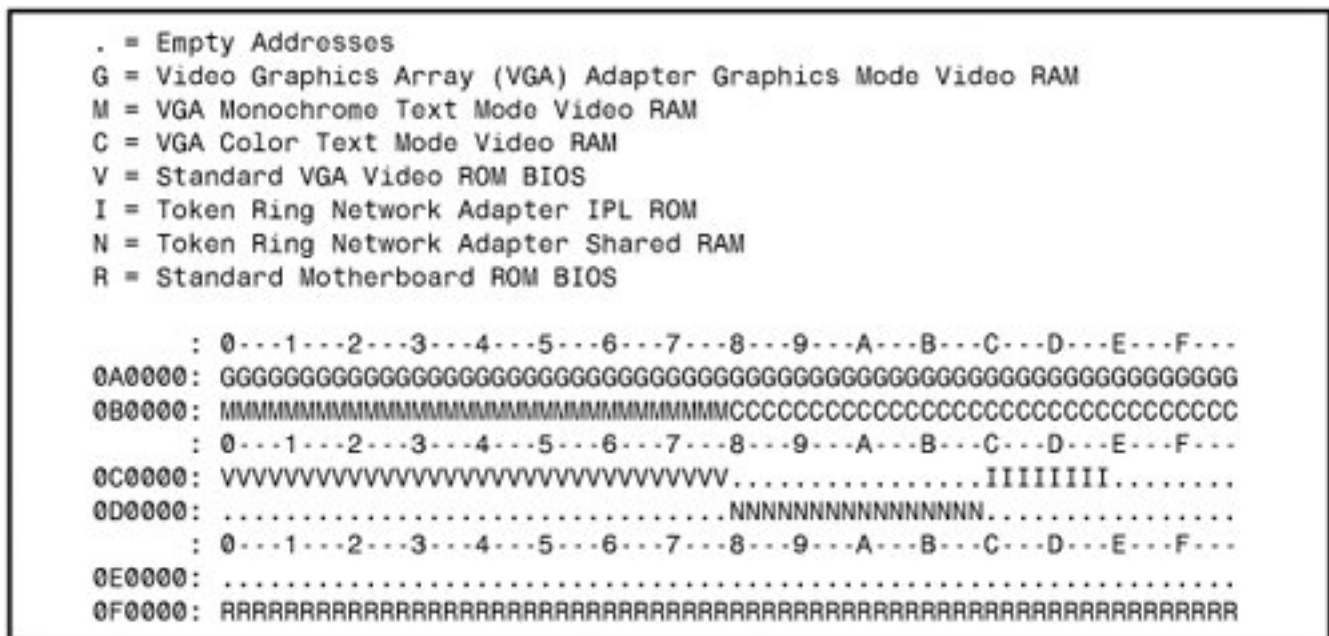 . = Empty Addresses
G = Video Graphics Array (VGA) Adapter Graphics Mode Video RAM
M = VGA Monochrome Text Mode Video RAM
C = VGA Color Text Mode Video RAM
V = Standard VGA Video ROM BIOS
I = Token Ring Network Adapter IPL ROM
N = Token Ring Network Adapter Shared RAM
R = Standard Motherboard ROM BIOS
: 0---1---2---3---4---5---6---7---8---9---A---B---C---D---E---F---
0A0000: GGGGGGGGGGGGGGGGGGGGGGGGGGGGGGGGGGGGGGGGGGGGGGGGGGGGGGGGGGGGGGGG
0B0000: MMMMMMMMMMMMMMMMMMMMMMMMMMMMMMMMCCCCCCCCCCCCCCCCCCCCCCCCCCCCCCCC
: 0---1---2---3---4---5---6---7---8---9---A---B---C---D---E---F---
0C0000: VVVVVVVVVVVVVVVVVVVVVVVVVVVVVVVV................IIIIIIII........
0D0000: ................................NNNNNNNNNNNNNNNN................
: 0---1---2---3---4---5---6---7---8---9---A---B---C---D---E---F---
0E0000: ................................................................
0F0000: RRRRRRRRRRRRRRRRRRRRRRRRRRRRRRRRRRRRRRRRRRRRRRRRRRRRRRRRRRRRRRRR